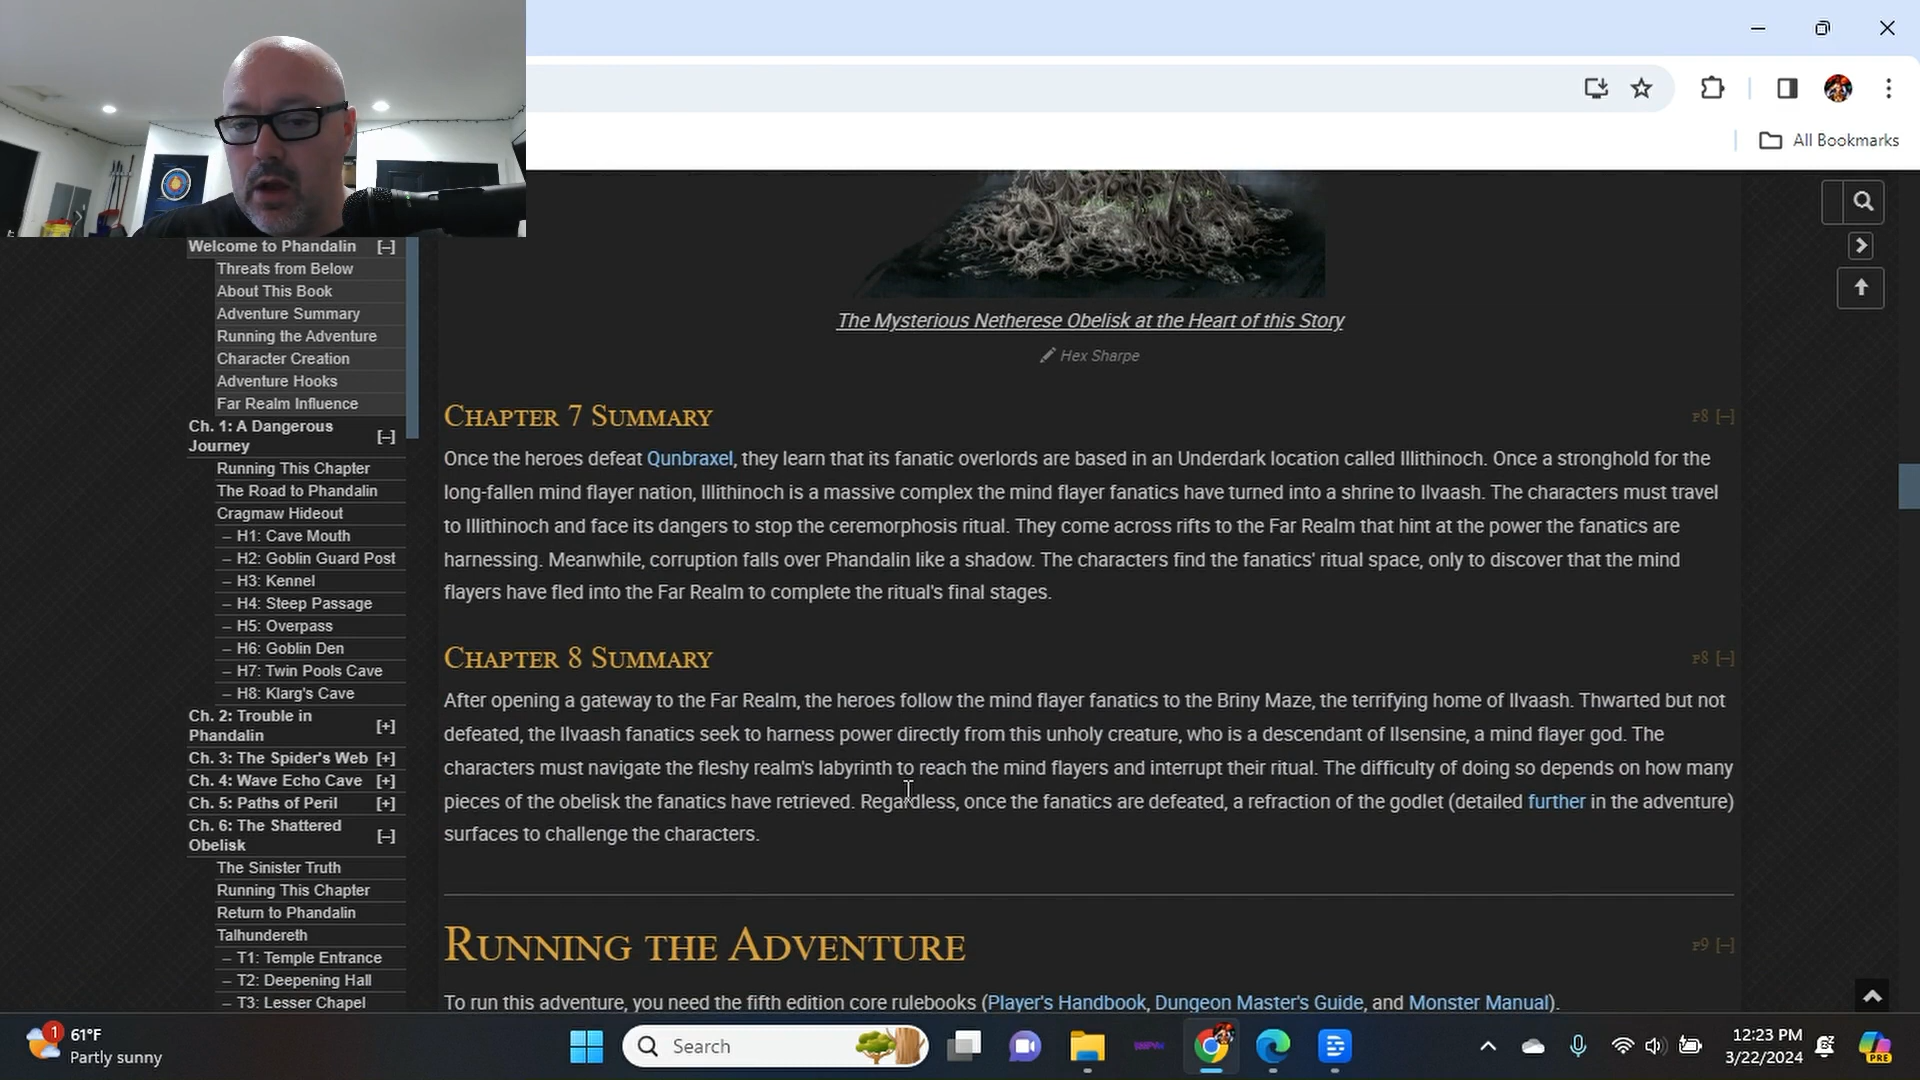 All Bookmarks
Welcome to Phandalin [–]
Threats from Below
About This Book
Adventure Summary
Running the Adventure
Character Creation
Adventure Hooks
Far Realm Influence
Ch. 1: A Dangerous
Journey [–]
Running This Chapter
The Road to Phandalin
Cragmaw Hideout
– H1: Cave Mouth
– H2: Goblin Guard Post
– H3: Kennel
– H4: Steep Passage
– H5: Overpass
– H6: Goblin Den
– H7: Twin Pools Cave
– H8: Klarg's Cave
Ch. 2: Trouble in
Phandalin [+]
Ch. 3: The Spider's Web [+]
Ch. 4: Wave Echo Cave [+]
Ch. 5: Paths of Peril [+]
Ch. 6: The Shattered
Obelisk [–]
The Sinister Truth
Running This Chapter
Return to Phandalin
Talhundereth
– T1: Temple Entrance
– T2: Deepening Hall
– T3: Lesser Chapel
The Mysterious Netherese Obelisk at the Heart of this Story
Hex Sharpe
Chapter 7 Summary p8 [–]
Once the heroes defeat Qunbraxel, they learn that its fanatic overlords are based in an Underdark location called Illithinoch. Once a stronghold for the
long-fallen mind flayer nation, Illithinoch is a massive complex the mind flayer fanatics have turned into a shrine to Ilvaash. The characters must travel
to Illithinoch and face its dangers to stop the ceremorphosis ritual. They come across rifts to the Far Realm that hint at the power the fanatics are
harnessing. Meanwhile, corruption falls over Phandalin like a shadow. The characters find the fanatics' ritual space, only to discover that the mind
flayers have fled into the Far Realm to complete the ritual's final stages.
Chapter 8 Summary p8 [–]
After opening a gateway to the Far Realm, the heroes follow the mind flayer fanatics to the Briny Maze, the terrifying home of Ilvaash. Thwarted but not
defeated, the Ilvaash fanatics seek to harness power directly from this unholy creature, who is a descendant of Ilsensine, a mind flayer god. The
characters must navigate the fleshy realm's labyrinth to reach the mind flayers and interrupt their ritual. The difficulty of doing so depends on how many
pieces of the obelisk the fanatics have retrieved. Regardless, once the fanatics are defeated, a refraction of the godlet (detailed further in the adventure)
surfaces to challenge the characters.
Running the Adventure p9 [–]
To run this adventure, you need the fifth edition core rulebooks (Player's Handbook, Dungeon Master's Guide, and Monster Manual).
1
61°F
Partly sunny
Search
12:23 PM
3/22/2024
PRE